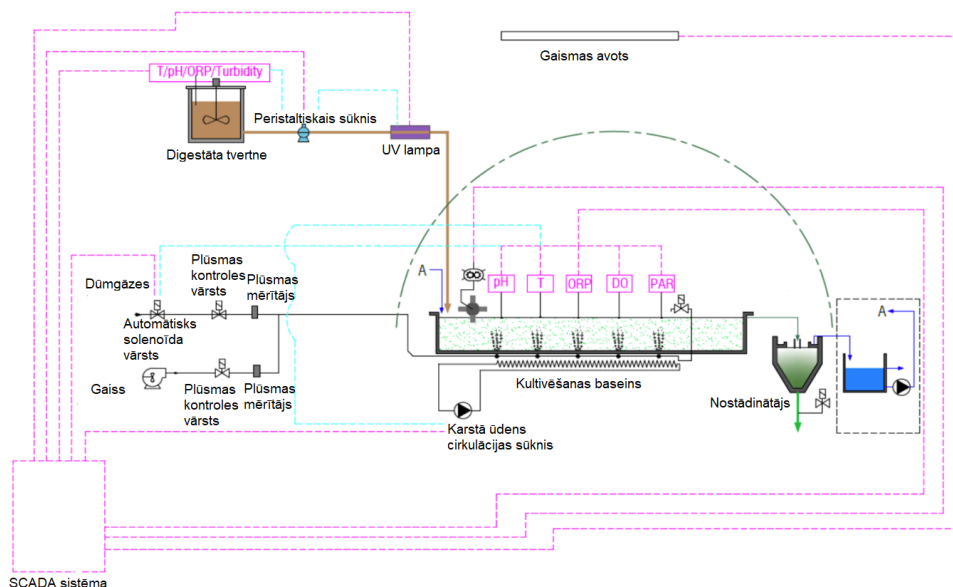 Gaismas avots
T/pH/ORP/Turbidity
Peristaltiskais sūknis
UV lampa
Digestāta tvertne
A
pH
T
ORP
DO
PAR
A
Dūmgāzes
Plūsmas
kontroles
vārsts
Plūsmas
mērītājs
Automātisks
solenoīda
vārsts
Gaiss
Plūsmas
kontroles
vārsts
Plūsmas
mērītājs
Kultivēšanas baseins
Nostādinātājs
Karstā ūdens
cirkulācijas sūknis
SCADA sistēma